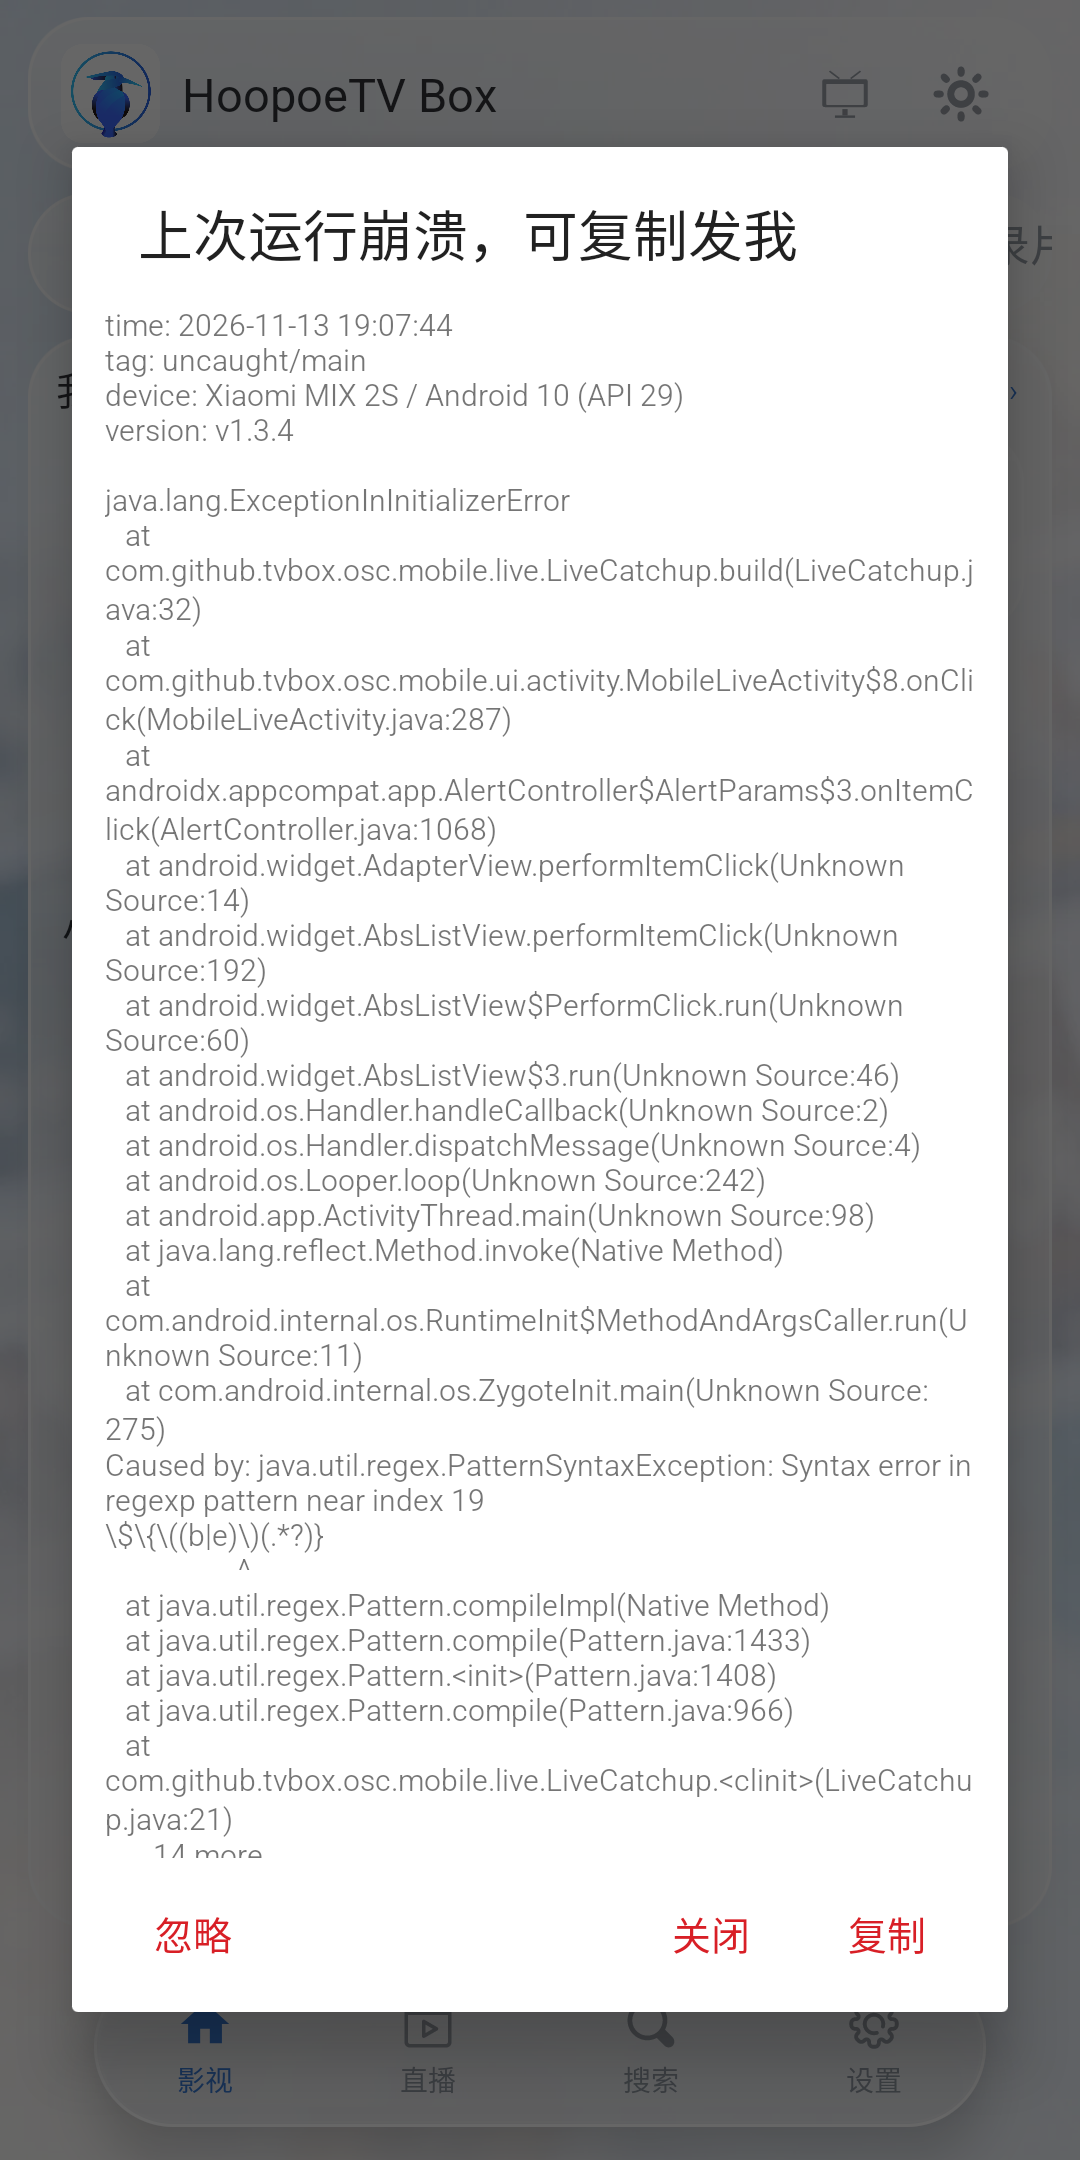 HoopoeTV Box
上次运行崩溃，可复制发我
time: 2026-11-13 19:07:44
tag: uncaught/main
device: Xiaomi MIX 2S / Android 10 (API 29)
version: v1.3.4
java.lang.ExceptionInInitializerError
at
com.github.tvbox.osc.mobile.live.LiveCatchup.build(LiveCatchup.j
ava:32)
at
com.github.tvbox.osc.mobile.ui.activity.MobileLiveActivity$8.onCli
ck(MobileLiveActivity.java:287)
at
androidx.appcompat.app.AlertController$AlertParams$3.onItemC
lick(AlertController.java:1068)
at android.widget.AdapterView.performItemClick(Unknown
Source:14)
at android.widget.AbsListView.performItemClick(Unknown
Source:192)
at android.widget.AbsListView$PerformClick.run(Unknown
Source:60)
at android.widget.AbsListView$3.run(Unknown Source:46)
at android.os.Handler.handleCallback(Unknown Source:2)
at android.os.Handler.dispatchMessage(Unknown Source:4)
at android.os.Looper.loop(Unknown Source:242)
at android.app.ActivityThread.main(Unknown Source:98)
at java.lang.reflect.Method.invoke(Native Method)
at
com.android.internal.os.RuntimeInit$MethodAndArgsCaller.run(U
nknown Source:11)
at com.android.internal.os.ZygoteInit.main(Unknown Source:
275)
Caused by: java.util.regex.PatternSyntaxException: Syntax error in
regexp pattern near index 19
\$\{\((b|e)\)(.*?)}
^
at java.util.regex.Pattern.compileImpl(Native Method)
at java.util.regex.Pattern.compile(Pattern.java:1433)
at java.util.regex.Pattern.<init>(Pattern.java:1408)
at java.util.regex.Pattern.compile(Pattern.java:966)
at
com.github.tvbox.osc.mobile.live.LiveCatchup.<clinit>(LiveCatchu
p.java:21)
14 more
忽略 关闭 复制
影视 直播 搜索 设置